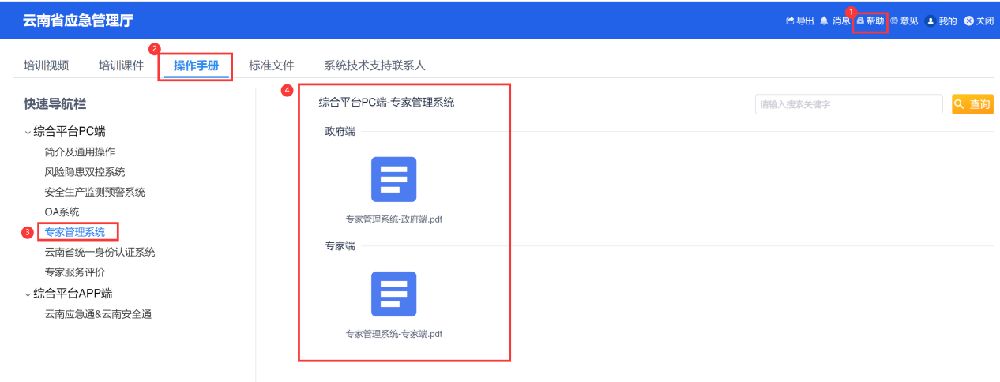 云南省应急管理厅
1
导出 消息 帮助 意见 我的 关闭
2
培训视频 培训课件 操作手册 标准文件 系统技术支持联系人
4
快速导航栏
综合平台PC端-专家管理系统
请输入搜索关键字 查询
综合平台PC端
政府端
简介及通用操作
风险隐患双控系统
安全生产监测预警系统
OA系统
专家管理系统-政府端.pdf
3 专家管理系统
专家端
云南省统一身份认证系统
专家服务评价
综合平台APP端
云南应急通&云南安全通
专家管理系统-专家端.pdf